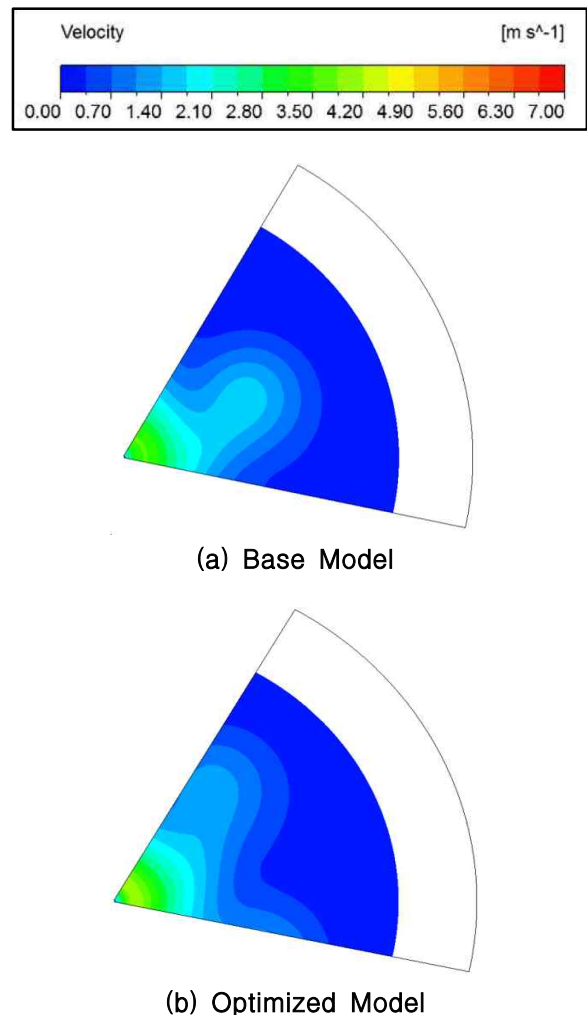 Velocity [m s^-1]
0.00 0.70 1.40 2.10 2.80 3.50 4.20 4.90 5.60 6.30 7.00
(a) Base Model
(b) Optimized Model